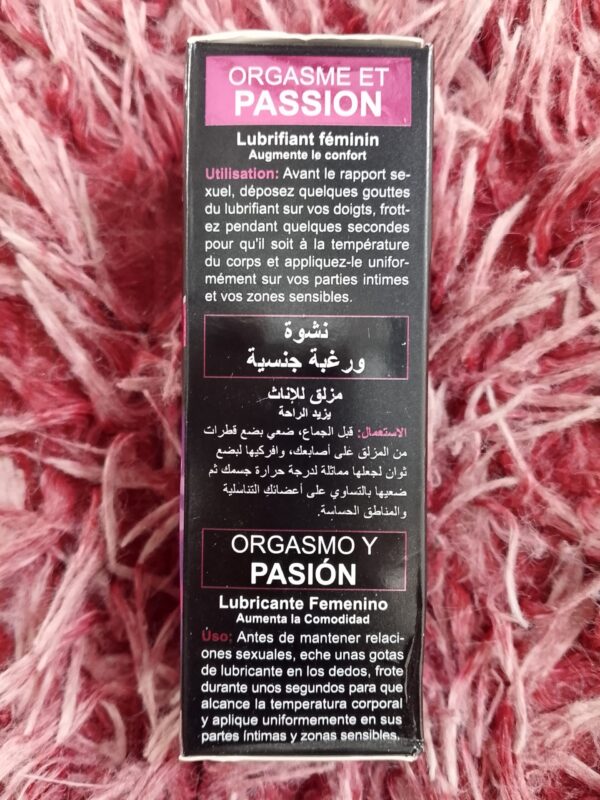 ORGASME ET
PASSION
Lubrifiant féminin
Augmente le confort
Utilisation: Avant le rapport se-
xuel, déposez quelques gouttes
du lubrifiant sur vos doigts, frott-
ez pendant quelques secondes
pour qu'il soit à la température
du corps et appliquez-le unifor-
mément sur vos parties intimes
et vos zones sensibles.
نشوة
ورغبة جنسية
مزلق للإناث
يزيد الراحة
الاستعمال: قبل الجماع، ضعي بضع قطرات
من المزلق على أصابعك، وافركيها لبضع
ثوان لجعلها مماثلة لدرجة حرارة جسمك ثم
ضعيها بالتساوي على أعضائك التناسلية
والمناطق الحساسة.
ORGASMO Y
PASIÓN
Lubricante Femenino
Aumenta la Comodidad
Úso: Antes de mantener relaci-
ones sexuales, eche unas gotas
de lubricante en los dedos, frote
durante unos segundos para que
alcance la temperatura corporal
y aplique uniformemente en sus
partes íntimas y zonas sensibles.